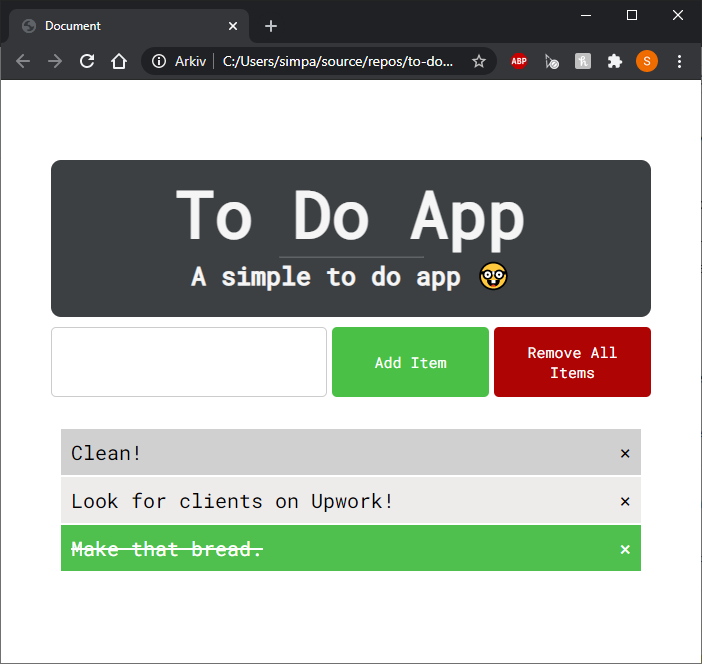 Document
Arkiv
C:/Users/simpa/source/repos/to-do...
ABP
S
To Do App
A simple to do app 🤓
Add Item
Remove All
Items
Clean! ×
Look for clients on Upwork! ×
Make that bread. ×